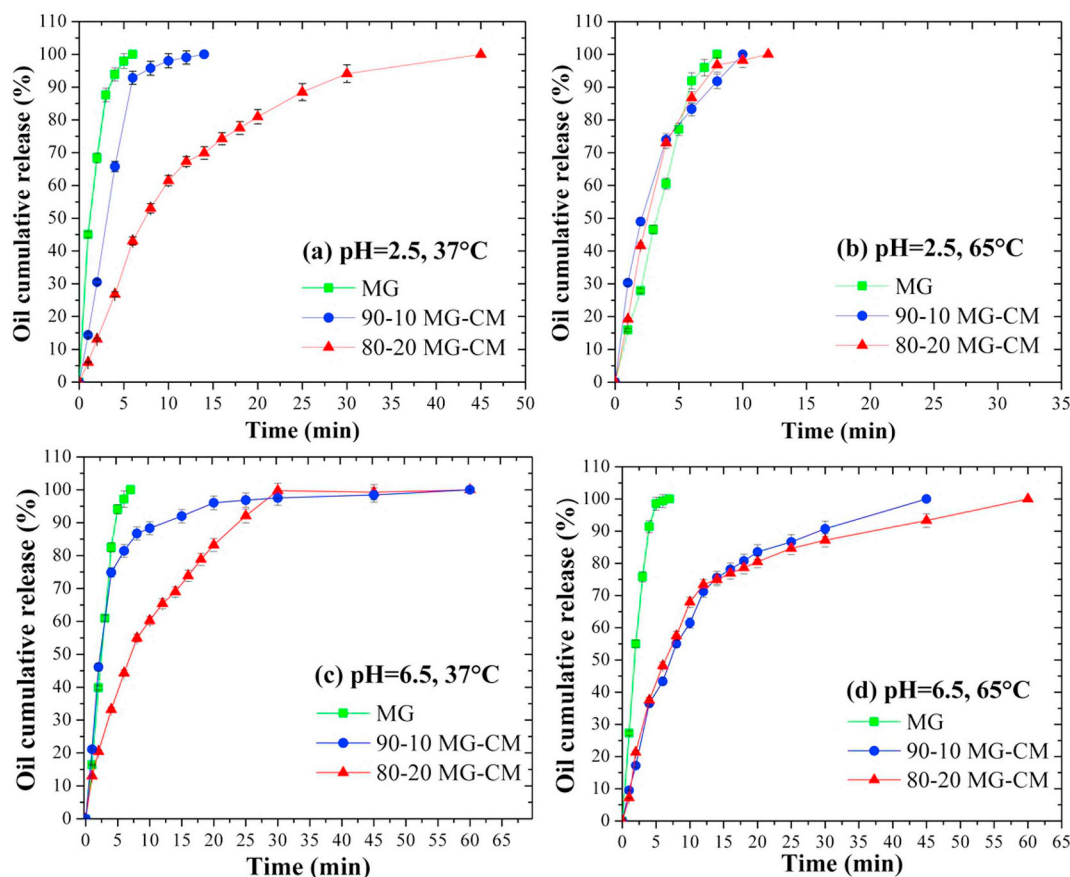 110
100
90
80
70
60
50
40
30
20
10
0
Oil cumulative release (%)
(a) pH=2.5, 37°C
MG
90-10 MG-CM
80-20 MG-CM
0 5 10 15 20 25 30 35 40 45 50
Time (min)
110
100
90
80
70
60
50
40
30
20
10
0
Oil cumulative release (%)
(b) pH=2.5, 65°C
MG
90-10 MG-CM
80-20 MG-CM
0 5 10 15 20 25 30 35
Time (min)
110
100
90
80
70
60
50
40
30
20
10
0
Oil cumulative release (%)
(c) pH=6.5, 37°C
MG
90-10 MG-CM
80-20 MG-CM
0 5 10 15 20 25 30 35 40 45 50 55 60 65
Time (min)
110
100
90
80
70
60
50
40
30
20
10
0
Oil cumulative release (%)
(d) pH=6.5, 65°C
MG
90-10 MG-CM
80-20 MG-CM
0 5 10 15 20 25 30 35 40 45 50 55 60 65
Time (min)